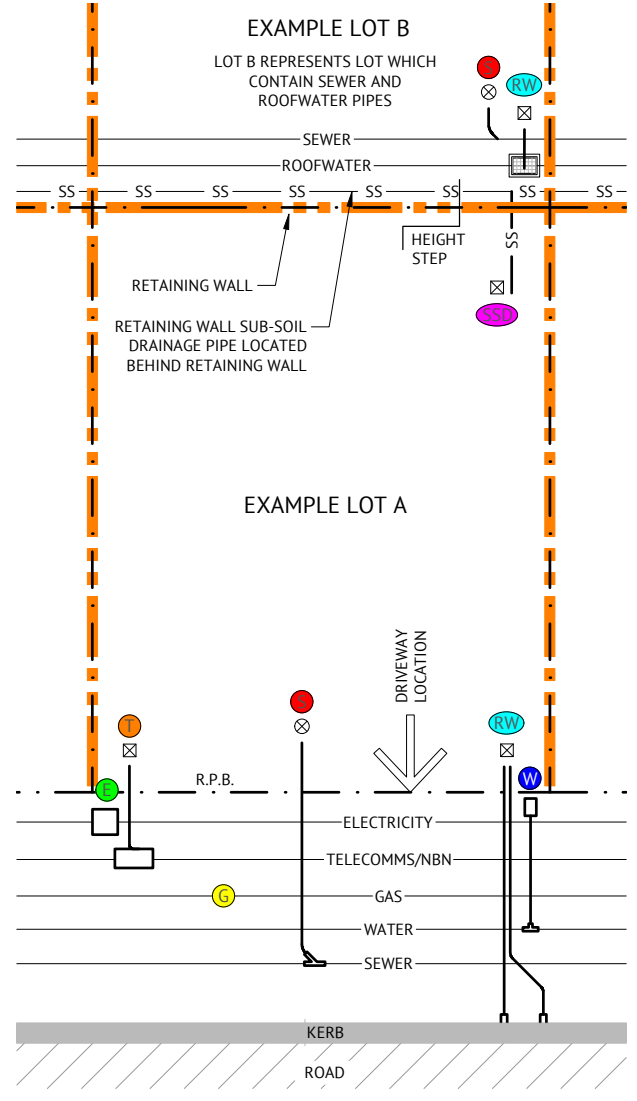 EXAMPLE LOT B
LOT B REPRESENTS LOT WHICH
CONTAIN SEWER AND
ROOFWATER PIPES
S
RW
SEWER
ROOFWATER
SS SS SS SS SS SS SS SS
HEIGHT
STEP
SS
RETAINING WALL
SSD
RETAINING WALL SUB-SOIL
DRAINAGE PIPE LOCATED
BEHIND RETAINING WALL
EXAMPLE LOT A
DRIVEWAY
LOCATION
S
T
RW
R.P.B.
E
W
ELECTRICITY
TELECOMMS/NBN
G
GAS
WATER
SEWER
KERB
ROAD